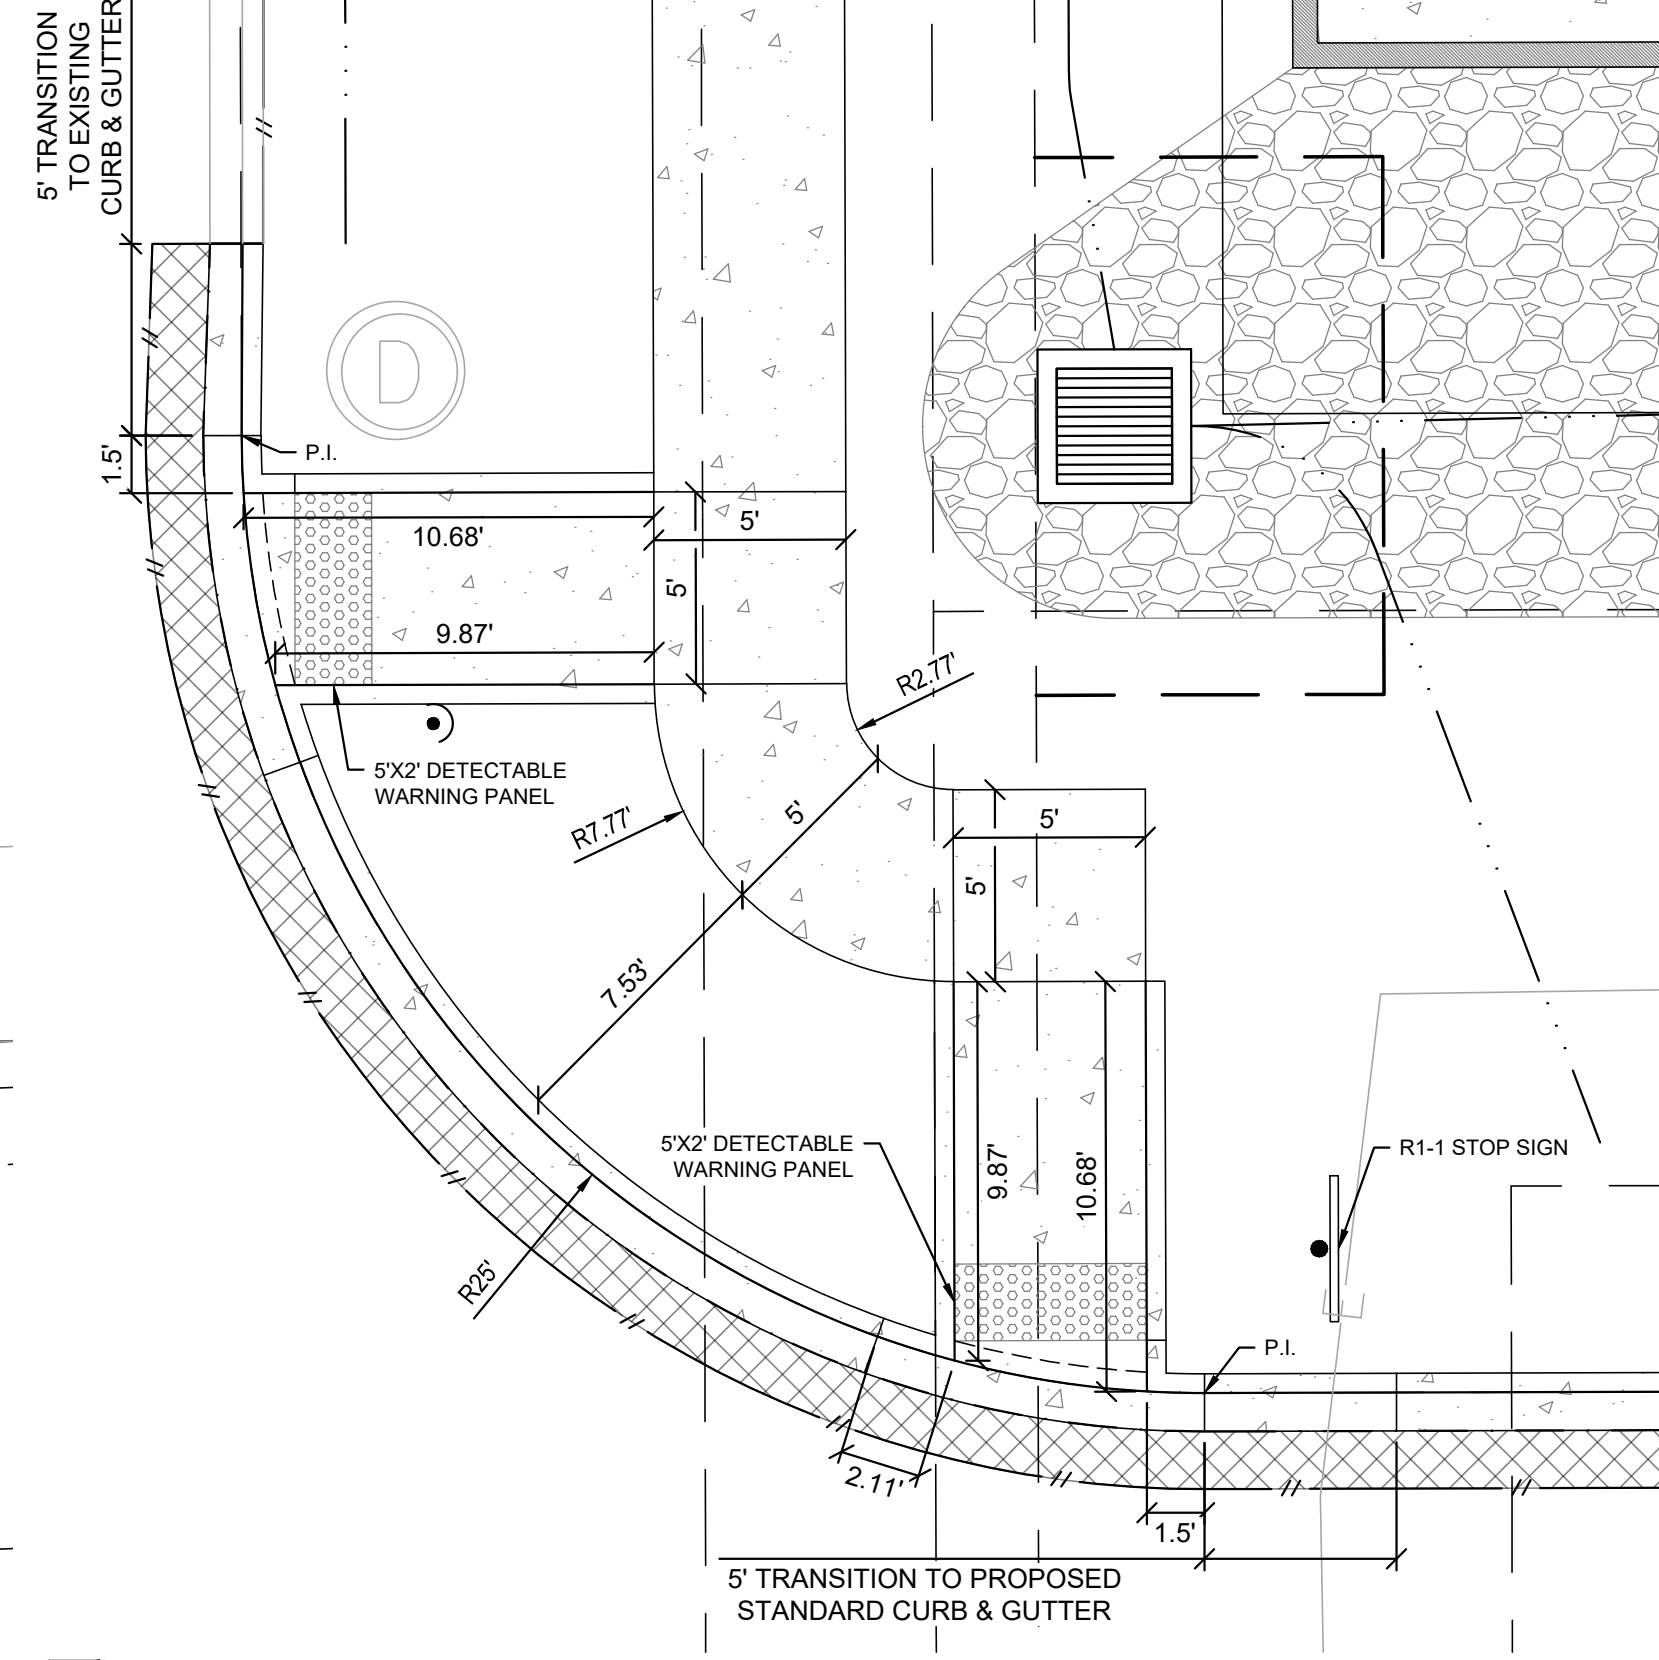 5' TRANSITION
TO EXISTING
CURB & GUTTER
D
1.5'
P.I.
10.68'
5'
5'
9.87'
R2.77'
5'X2' DETECTABLE
WARNING PANEL
R7.77'
5'
5'
5'
7.53'
5'X2' DETECTABLE
WARNING PANEL
9.87'
10.68'
R1-1 STOP SIGN
R25'
P.I.
2.11'
1.5'
5' TRANSITION TO PROPOSED
STANDARD CURB & GUTTER